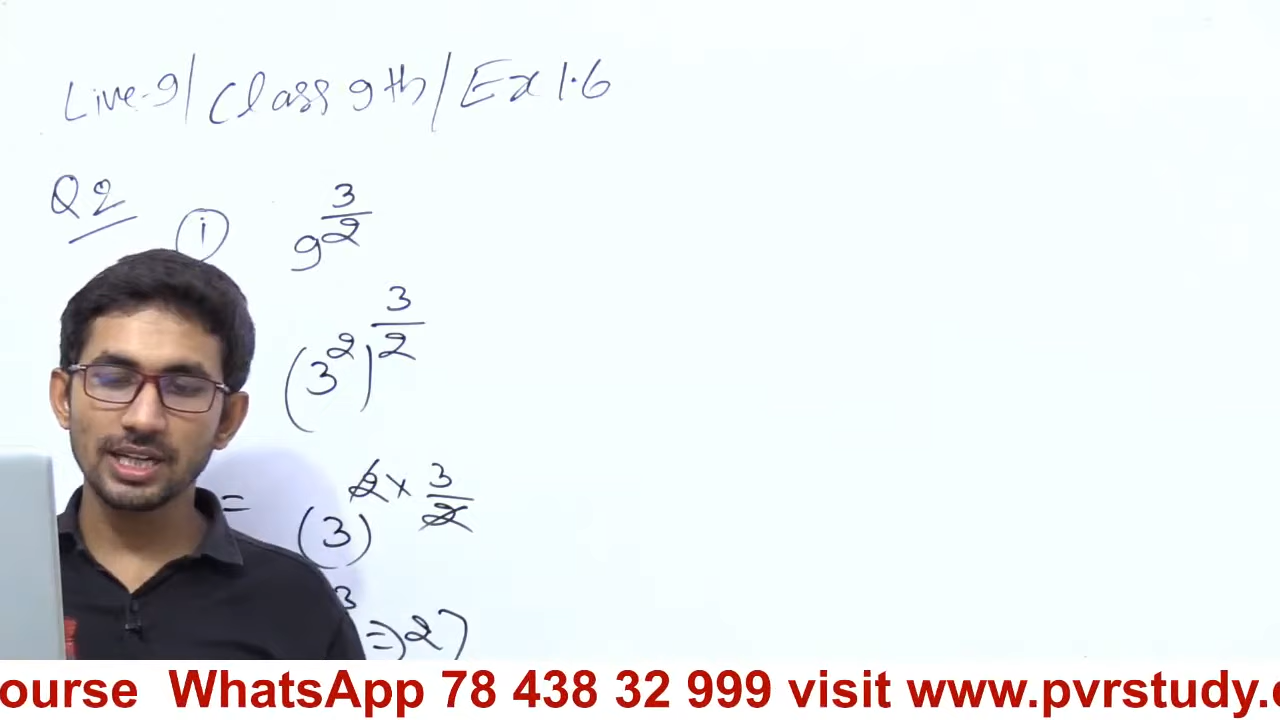 Live-9/ Class 9th / Ex 1.6
Q2 (i) 9^(3/2)
(3^2)^(3/2)
= (3)^(2 × 3/2)
3 => 27
ourse WhatsApp 78 438 32 999 visit www.pvrstudy.